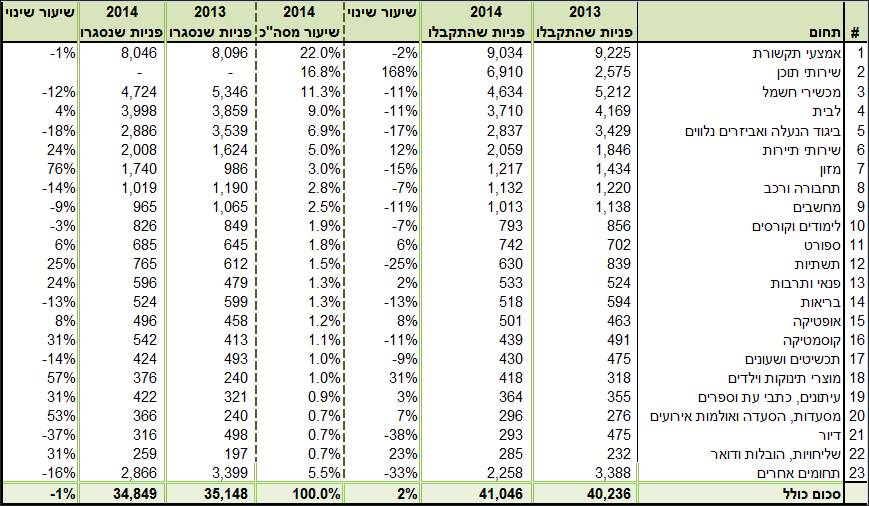 # תחום 2013 פניות שהתקבלו 2014 פניות שהתקבלו שיעור שינוי 2014 שיעור מסה"כ 2013 פניות שנסגרו 2014 פניות שנסגרו שיעור שינוי
1 אמצעי תקשורת 9,225 9,034 -2% 22.0% 8,096 8,046 -1%
2 שירותי תוכן 2,575 6,910 168% 16.8% - -
3 מכשירי חשמל 5,212 4,634 -11% 11.3% 5,346 4,724 -12%
4 לבית 4,169 3,710 -11% 9.0% 3,859 3,998 4%
5 ביגוד הנעלה ואביזרים נלווים 3,429 2,837 -17% 6.9% 3,539 2,886 -18%
6 שירותי תיירות 1,846 2,059 12% 5.0% 1,624 2,008 24%
7 מזון 1,434 1,217 -15% 3.0% 986 1,740 76%
8 תחבורה ורכב 1,220 1,132 -7% 2.8% 1,190 1,019 -14%
9 מחשבים 1,138 1,013 -11% 2.5% 1,065 965 -9%
10 לימודים וקורסים 856 793 -7% 1.9% 849 826 -3%
11 ספורט 702 742 6% 1.8% 645 685 6%
12 תשתיות 839 630 -25% 1.5% 612 765 25%
13 פנאי ותרבות 524 533 2% 1.3% 479 596 24%
14 בריאות 594 518 -13% 1.3% 599 524 -13%
15 אופטיקה 463 501 8% 1.2% 458 496 8%
16 קוסמטיקה 491 439 -11% 1.1% 413 542 31%
17 תכשיטים ושעונים 475 430 -9% 1.0% 493 424 -14%
18 מוצרי תינוקות וילדים 318 418 31% 1.0% 240 376 57%
19 עיתונים, כתבי עת וספרים 355 364 3% 0.9% 321 422 31%
20 מסעדות, הסעדה ואולמות אירועים 276 296 7% 0.7% 240 366 53%
21 דיור 475 293 -38% 0.7% 498 316 -37%
22 שליחויות, הובלות ודואר 232 285 23% 0.7% 197 259 31%
23 תחומים אחרים 3,388 2,258 -33% 5.5% 3,399 2,866 -16%
סכום כולל 40,236 41,046 2% 100.0% 35,148 34,849 -1%